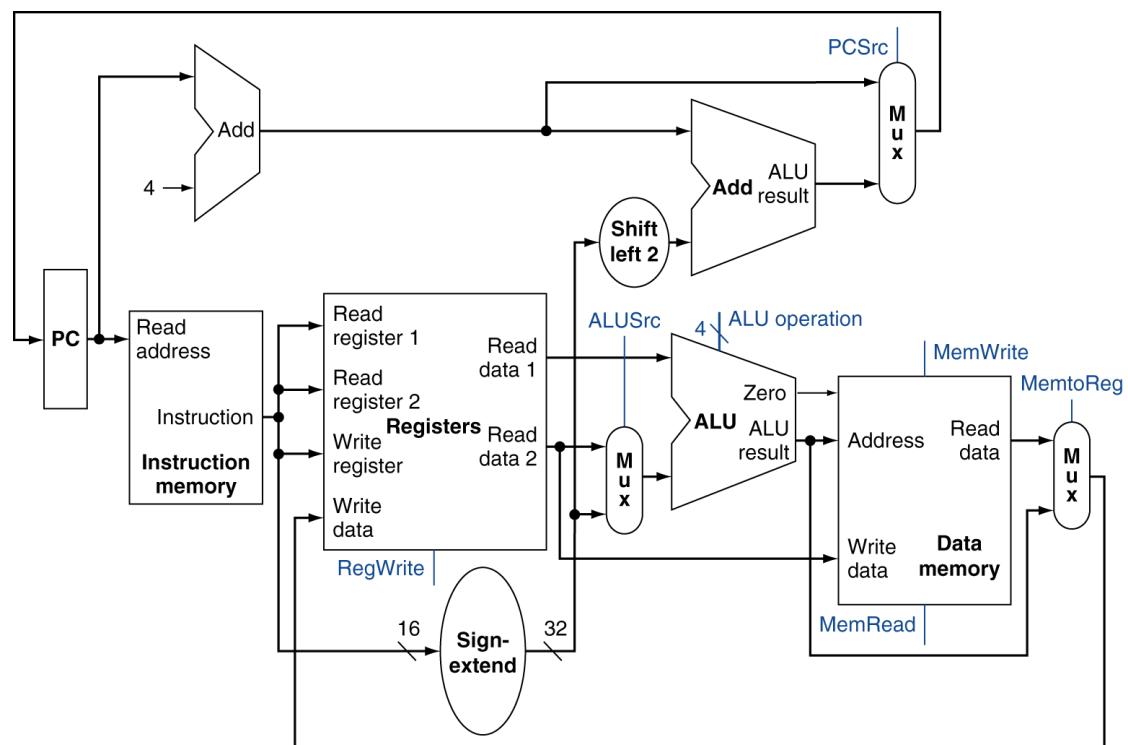 PCSrc
Add
4
M
u
x
Add
ALU
result
Shift
left 2
PC
Read
address
Instruction
Instruction
memory
Read
register 1
Read
register 2
Write
register
Write
data
Registers
Read
data 1
Read
data 2
RegWrite
16
Sign-
extend
32
ALUSrc
M
u
x
4
ALU operation
Zero
ALU
ALU
result
MemWrite
Address
Read
data
Write
data
Data
memory
MemRead
MemtoReg
M
u
x